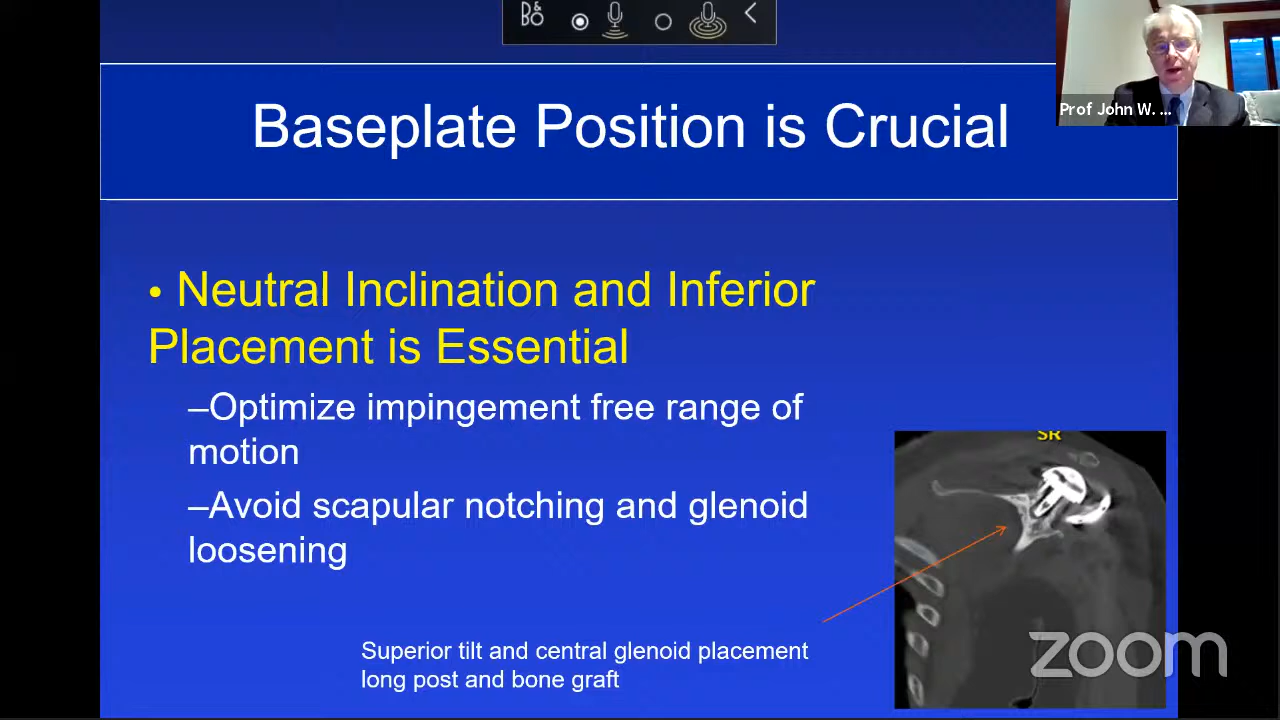 B&O
Prof John W. ...
Baseplate Position is Crucial
• Neutral Inclination and Inferior
Placement is Essential
–Optimize impingement free range of
motion
–Avoid scapular notching and glenoid
loosening
SR
Superior tilt and central glenoid placement
long post and bone graft
zoom